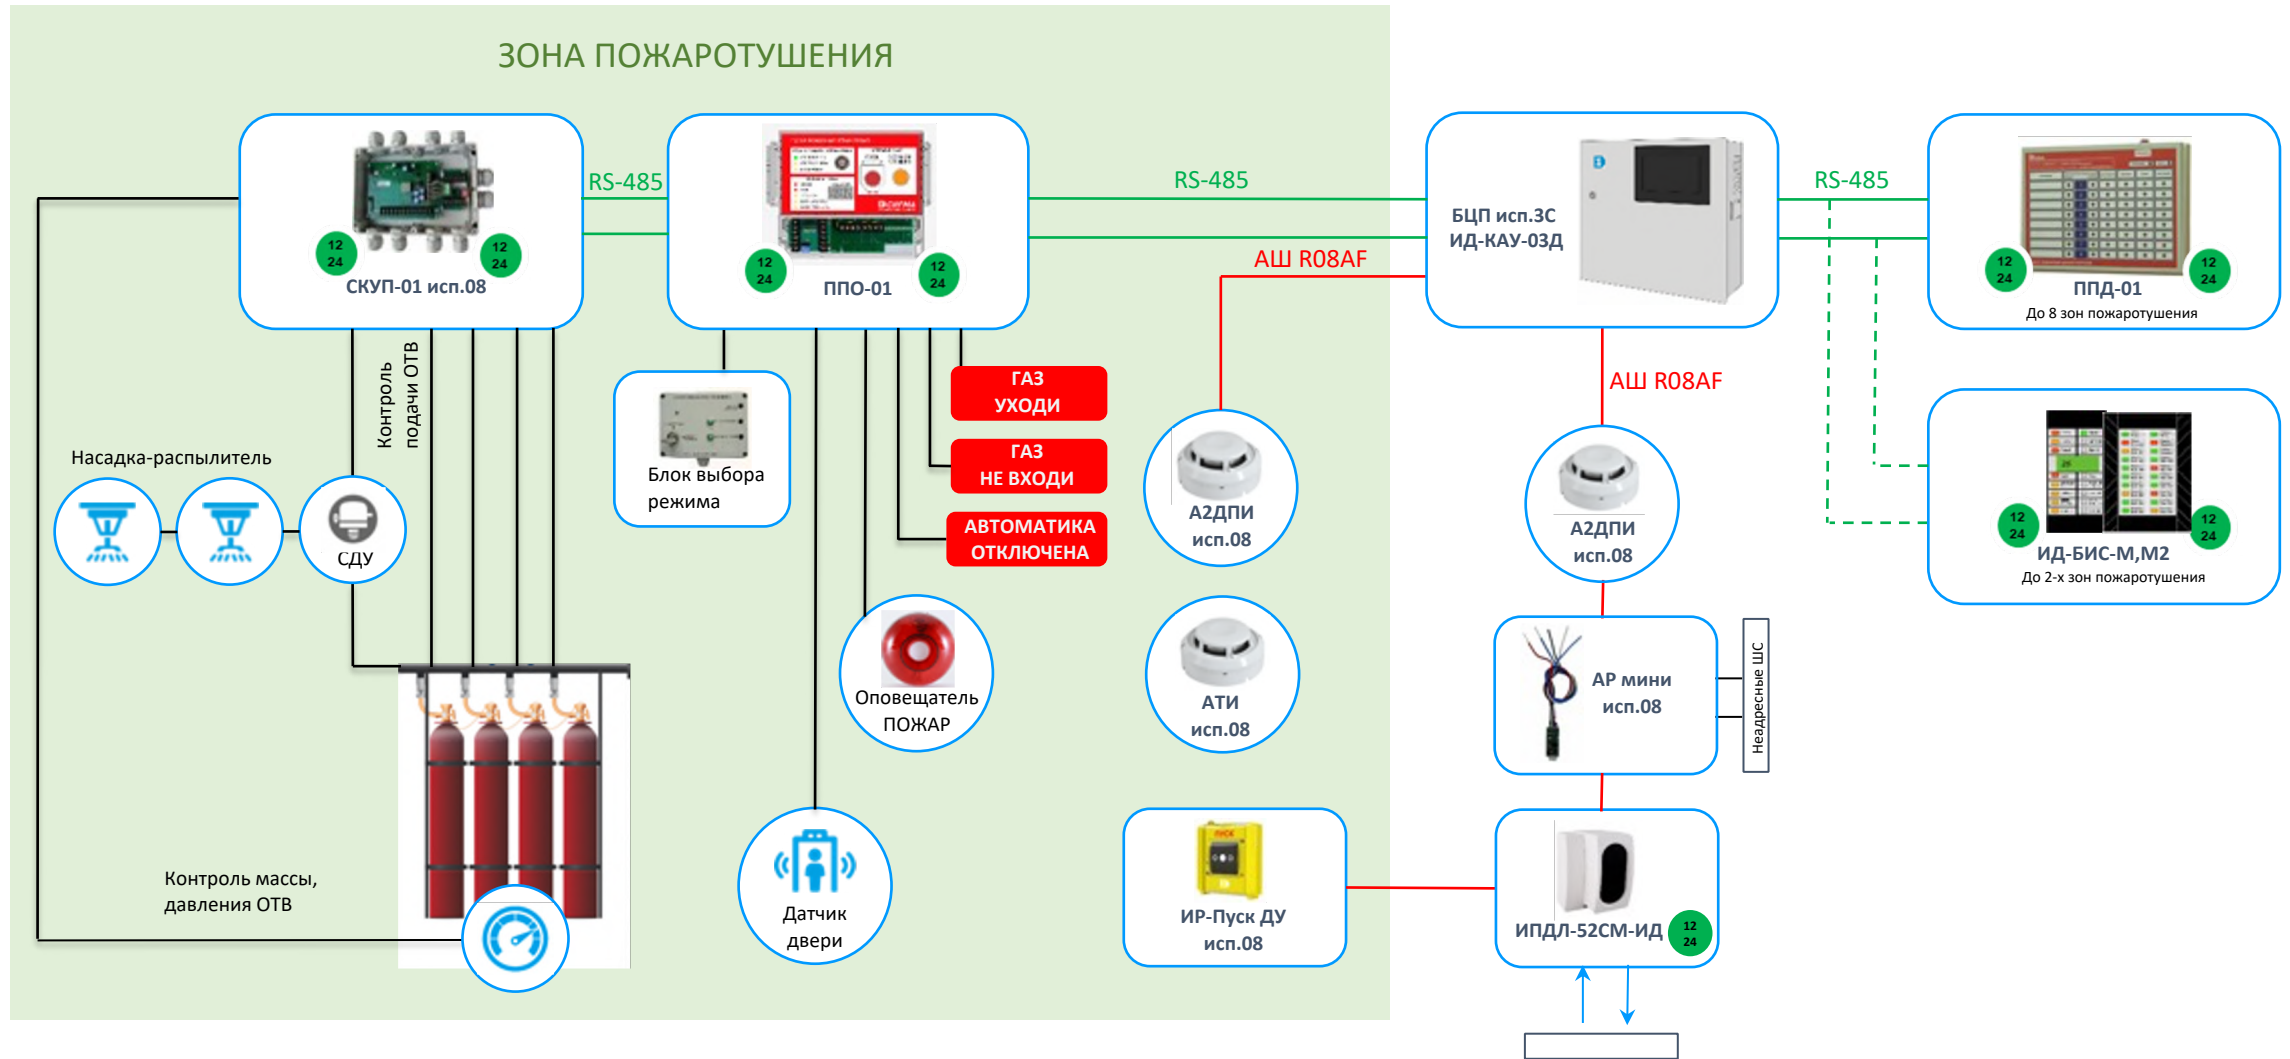 ЗОНА ПОЖАРОТУШЕНИЯ
RS-485
RS-485
RS-485
12
24
12
24
СКУП-01 исп.08
12
24
12
24
ППО-01
БЦП исп.3С
ИД-КАУ-03Д
АШ R08AF
АШ R08AF
12
24
12
24
ППД-01
До 8 зон пожаротушения
Контроль
подачи ОТВ
ГАЗ
УХОДИ
ГАЗ
НЕ ВХОДИ
АВТОМАТИКА
ОТКЛЮЧЕНА
Блок выбора
режима
Насадка-распылитель
СДУ
А2ДПИ
исп.08
А2ДПИ
исп.08
12
24
12
24
ИД-БИС-М,М2
До 2-х зон пожаротушения
Оповещатель
ПОЖАР
АТИ
исп.08
АР мини
исп.08
Неадресные ШС
Контроль массы,
давления ОТВ
Датчик
двери
ПУСК
ИР-Пуск ДУ
исп.08
ИПДЛ-52СМ-ИД
12
24